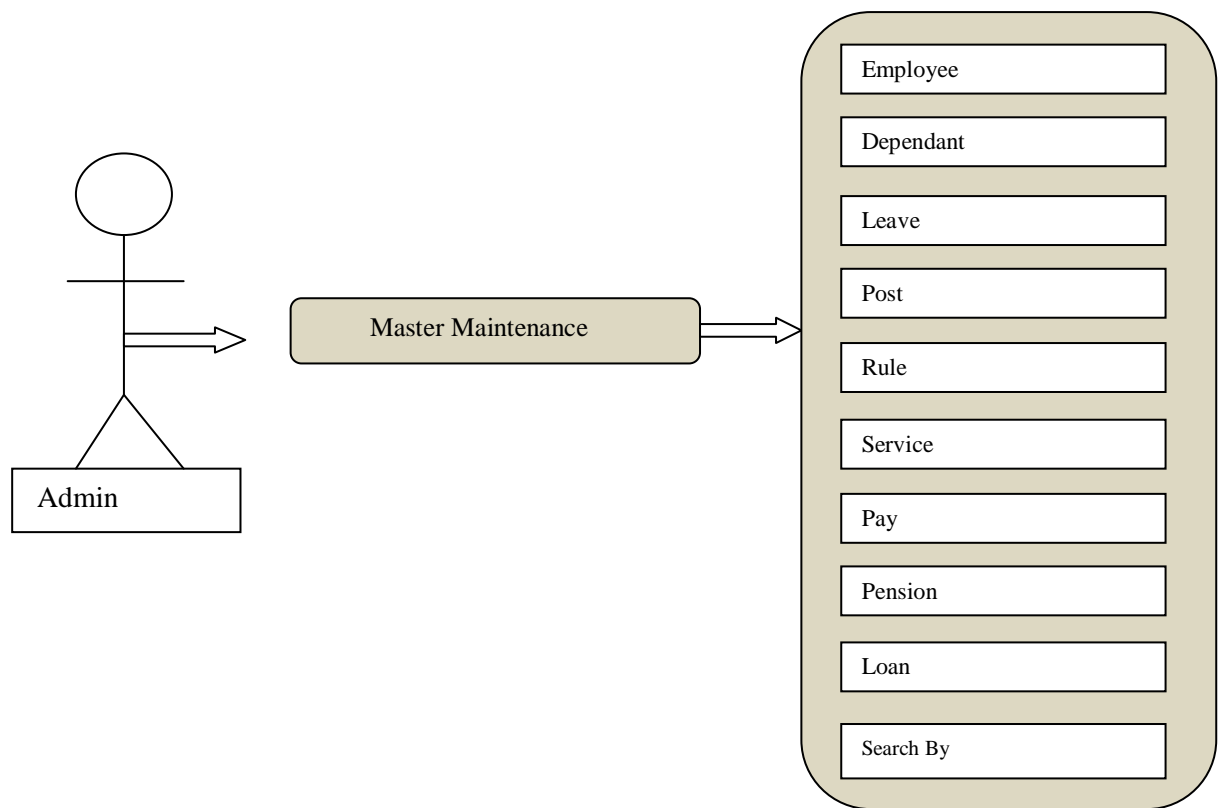 Employee
Dependant
Leave
Post
Master Maintenance
Rule
Service
Admin
Pay
Pension
Loan
Search By